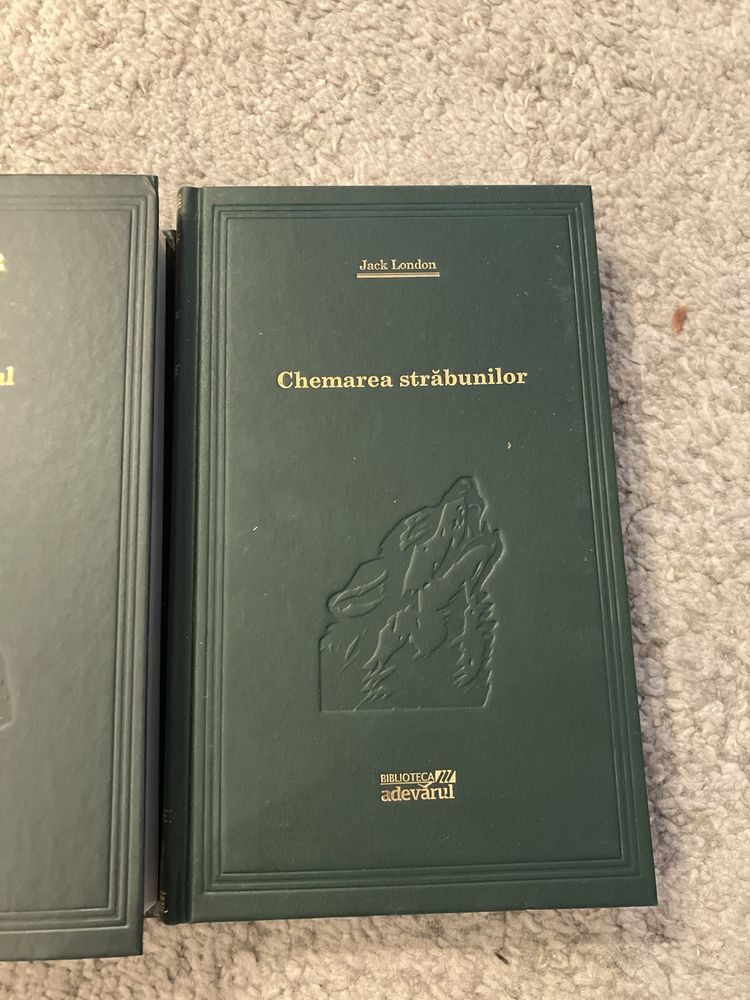 Jack London
Chemarea străbunilor
BIBLIOTECA
adevărul